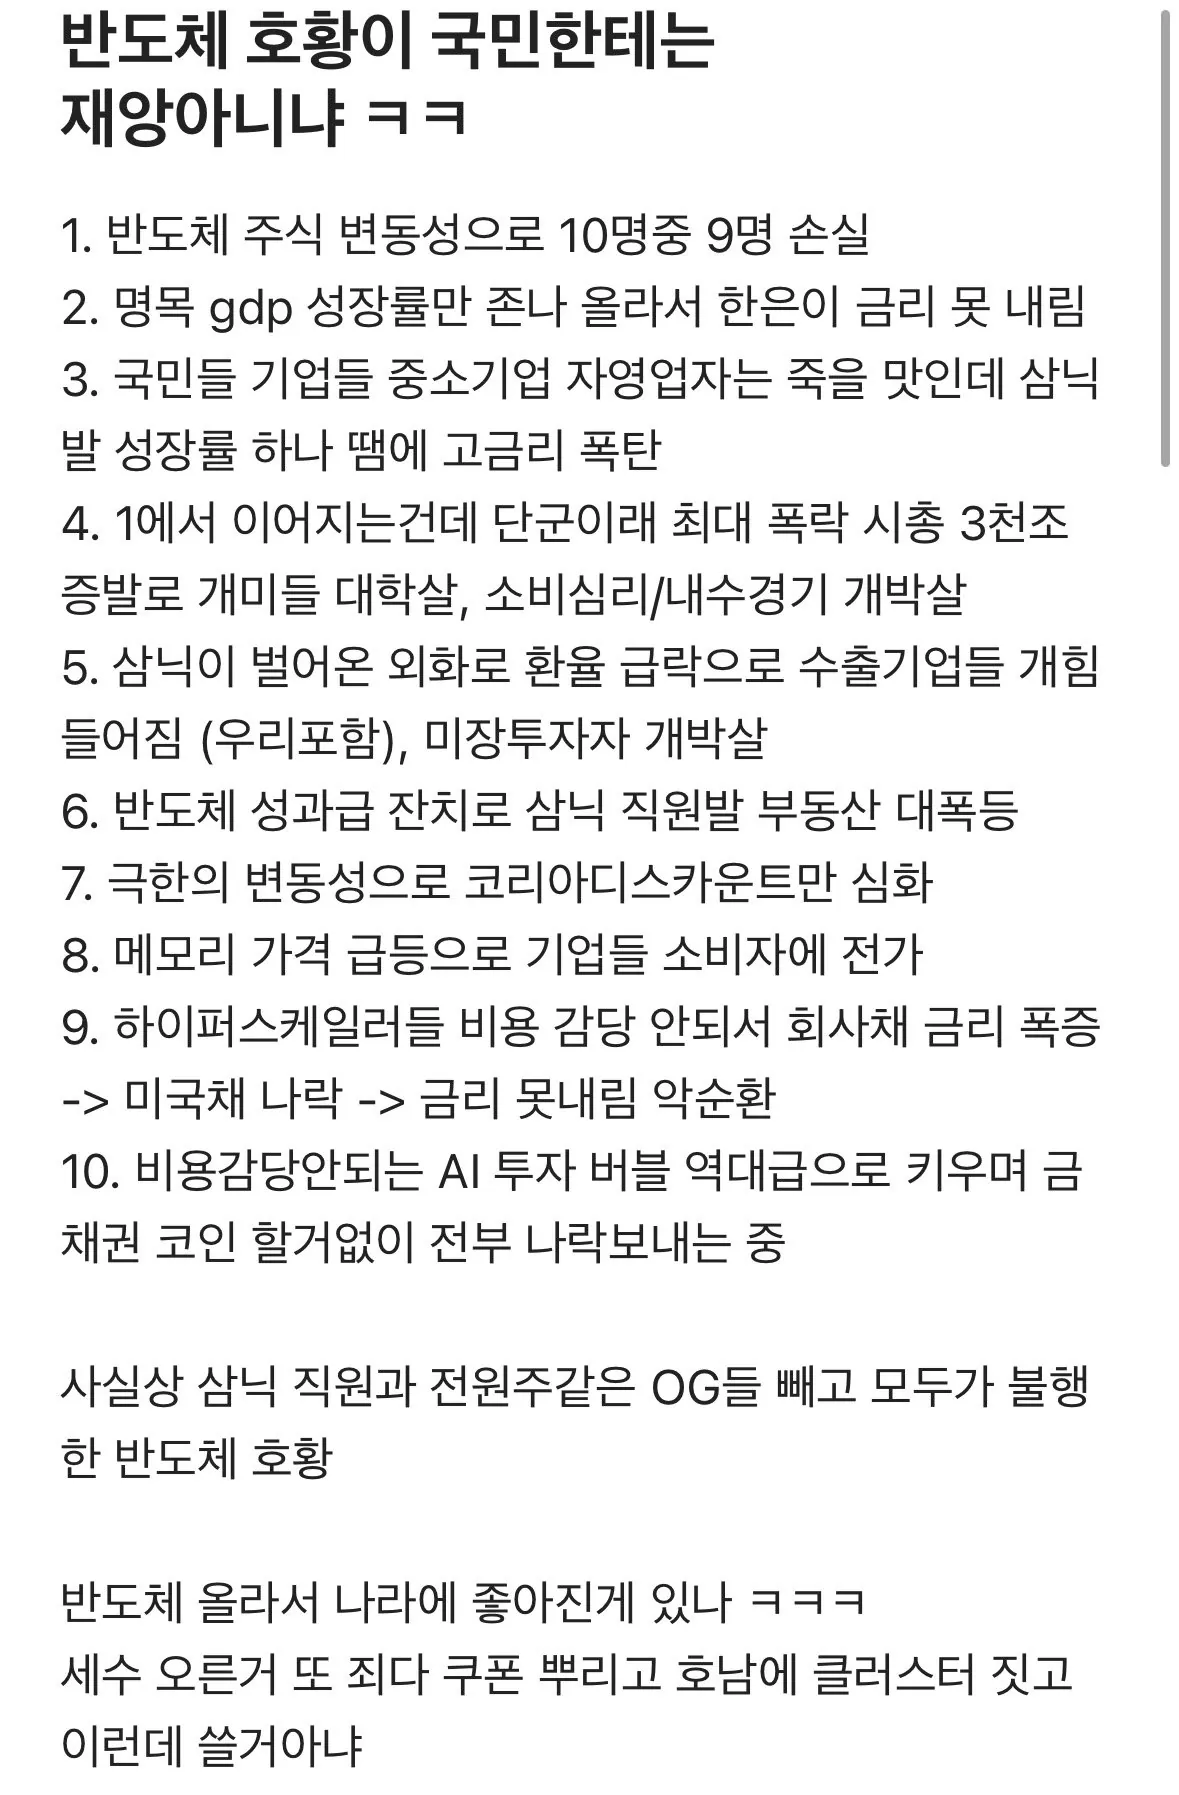 반도체 호황이 국민한테는
재앙아니냐 ㅋㅋ
1. 반도체 주식 변동성으로 10명중 9명 손실
2. 명목 gdp 성장률만 존나 올라서 한은이 금리 못 내림
3. 국민들 기업들 중소기업 자영업자는 죽을 맛인데 삼닉
발 성장률 하나 땜에 고금리 폭탄
4. 1에서 이어지는건데 단군이래 최대 폭락 시총 3천조
증발로 개미들 대학살, 소비심리/내수경기 개박살
5. 삼닉이 벌어온 외화로 환율 급락으로 수출기업들 개힘
들어짐 (우리포함), 미장투자자 개박살
6. 반도체 성과급 잔치로 삼닉 직원발 부동산 대폭등
7. 극한의 변동성으로 코리아디스카운트만 심화
8. 메모리 가격 급등으로 기업들 소비자에 전가
9. 하이퍼스케일러들 비용 감당 안되서 회사채 금리 폭증
-> 미국채 나락 -> 금리 못내림 악순환
10. 비용감당안되는 AI 투자 버블 역대급으로 키우며 금
채권 코인 할거없이 전부 나락보내는 중
사실상 삼닉 직원과 전원주같은 OG들 빼고 모두가 불행
한 반도체 호황
반도체 올라서 나라에 좋아진게 있나 ㅋㅋㅋ
세수 오른거 또 죄다 쿠폰 뿌리고 호남에 클러스터 짓고
이런데 쓸거아냐